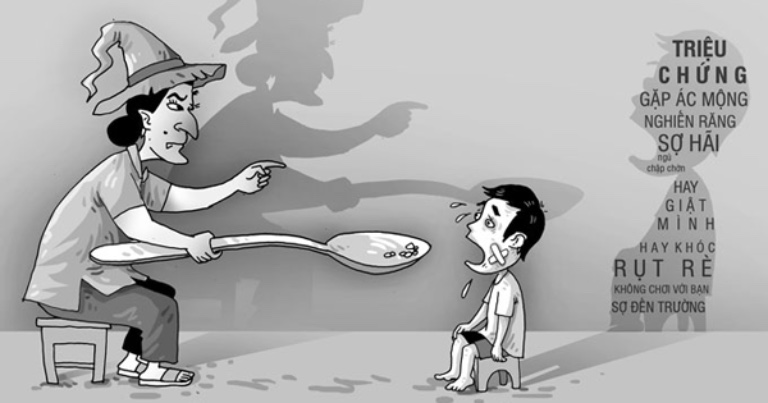 TRIỆU
CHỨNG
GẶP ÁC MỘNG
NGHIẾN RĂNG
SỢ HÃI
ngủ
chập chờn
HAY
GIẬT
MÌNH
HAY KHÓC
RỤT RÈ
KHÔNG CHƠI VỚI BẠN
SỢ ĐẾN TRƯỜNG